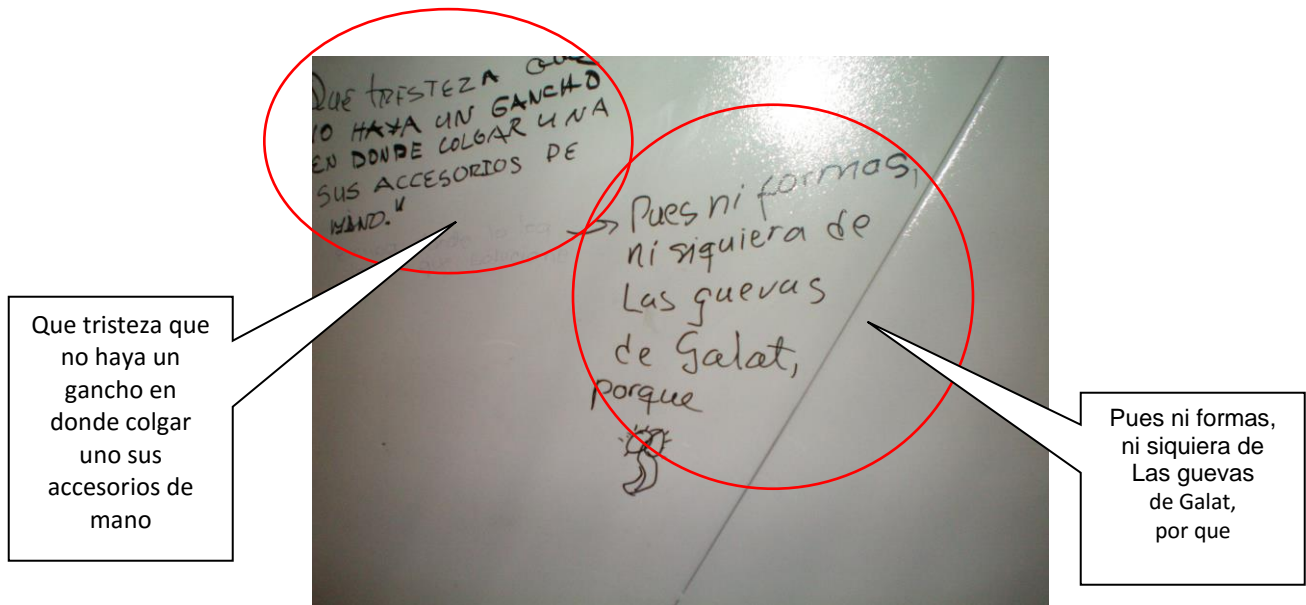 QUE tRISTEZA QUE
NO HAYA UN GANCHO
EN DONDE COLGAR UNA
SUS ACCESORIOS DE
MANO."
→ Pues ni formas,
ni siquiera de
Las guevas
de Galat,
porque
Que tristeza que
no haya un
gancho en
donde colgar
uno sus
accesorios de
mano
Pues ni formas,
ni siquiera de
Las guevas
de Galat,
por que